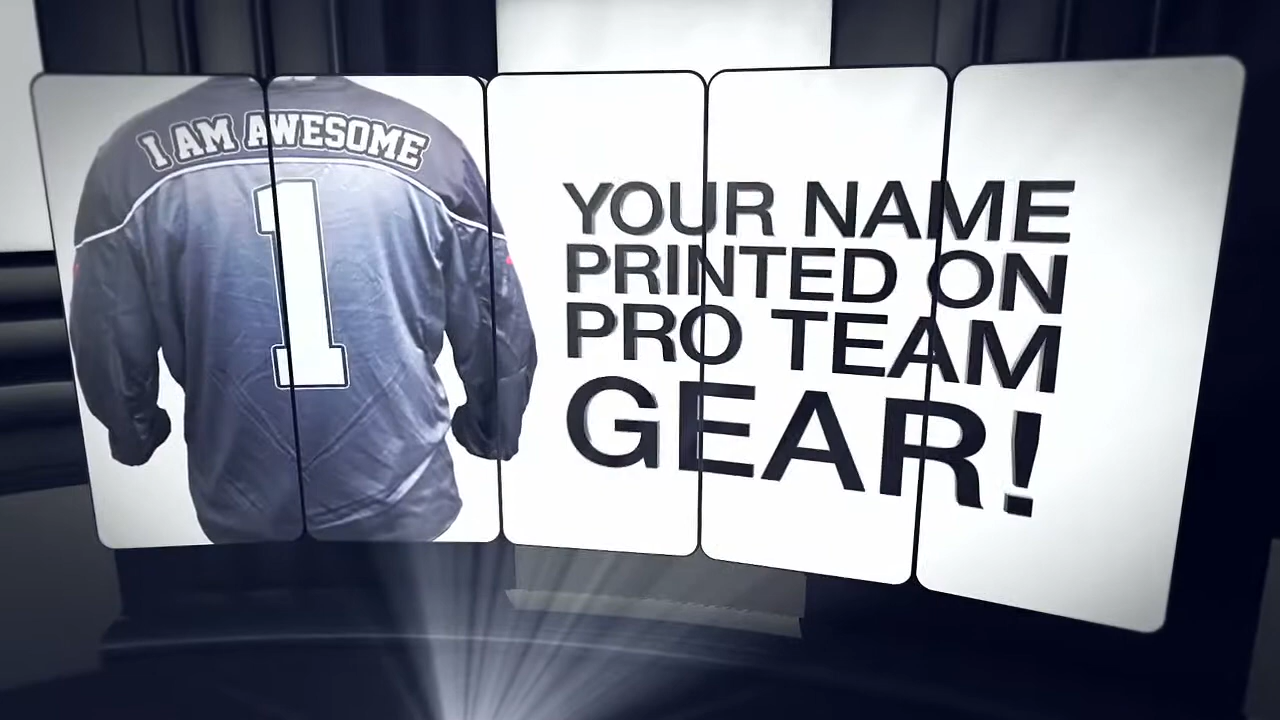 I AM AWESOME
1
YOUR NAME
PRINTED ON
PRO TEAM
GEAR!